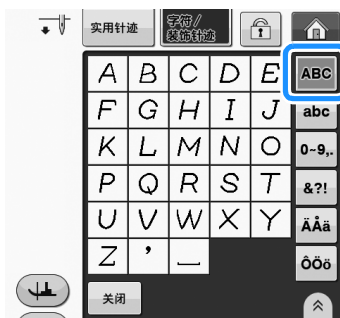 实用针迹 字符/
装饰针迹
A B C D E ABC
F G H I J abc
K L M N O 0~9,.
P Q R S T &?!
U V W X Y ÄÅä
Z ’ _ ÔÖö
关闭